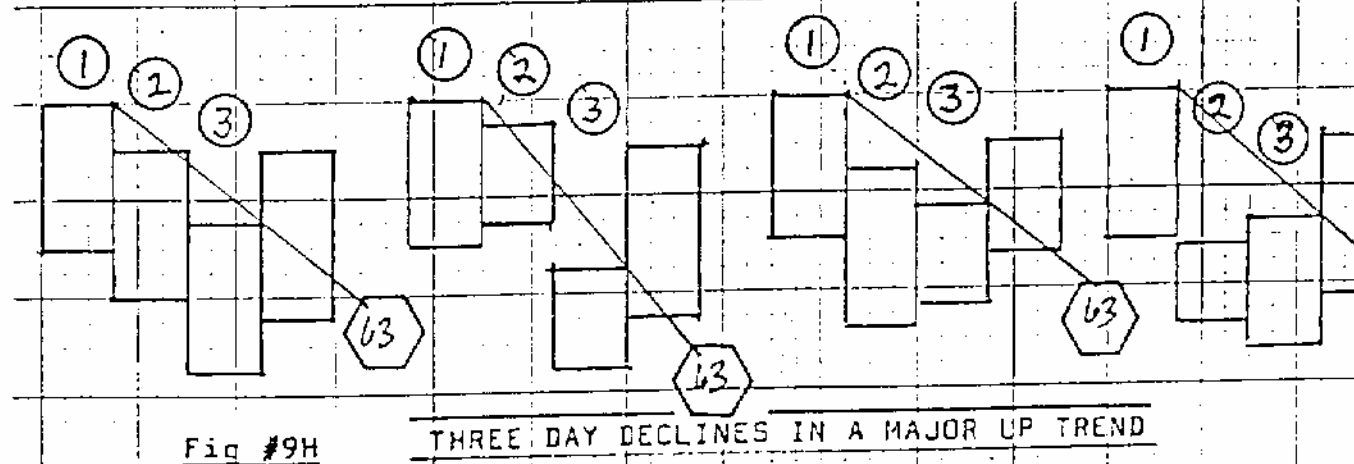 ① ② ③ ① ② ③ ① ② ③ ① ② ③
63 63 63
Fig #9H
THREE DAY DECLINES IN A MAJOR UP TREND